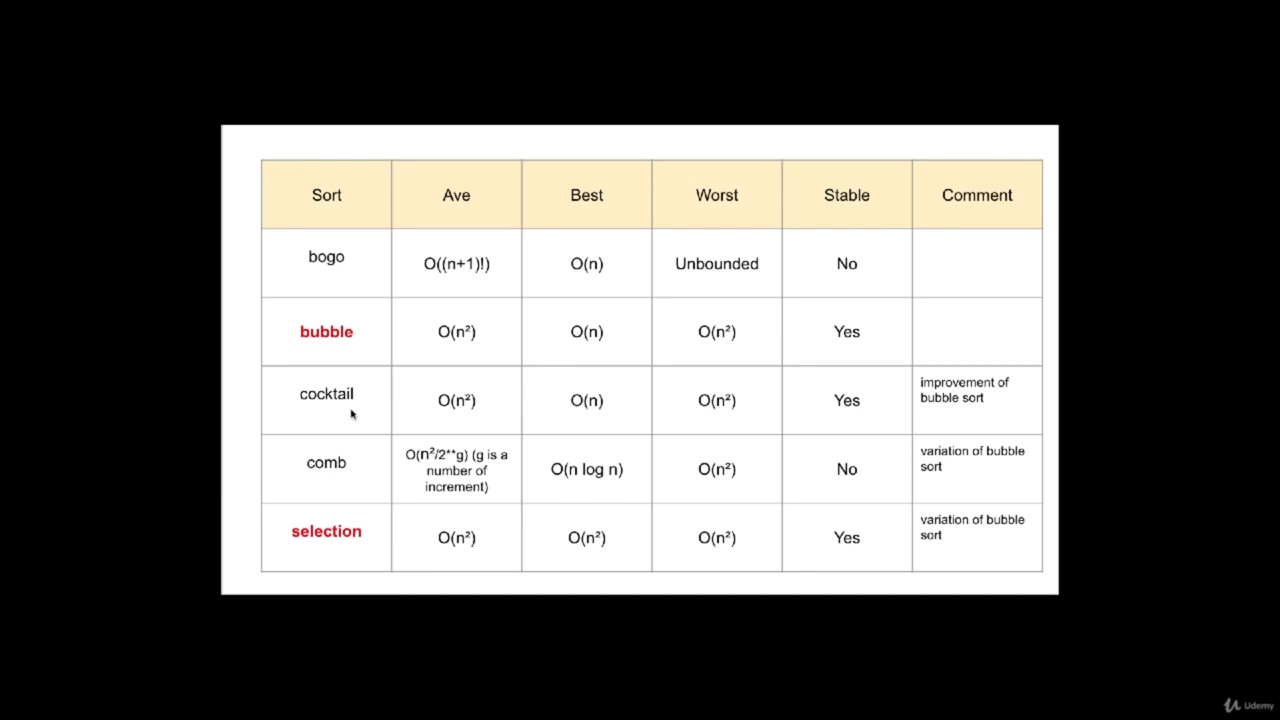 Sort Ave Best Worst Stable Comment
bogo O((n+1)!) O(n) Unbounded No
bubble O(n²) O(n) O(n²) Yes
cocktail O(n²) O(n) O(n²) Yes improvement of
bubble sort
comb O(n²/2**g) (g is a
number of
increment) O(n log n) O(n²) No variation of bubble
sort
selection O(n²) O(n²) O(n²) Yes variation of bubble
sort
Udemy